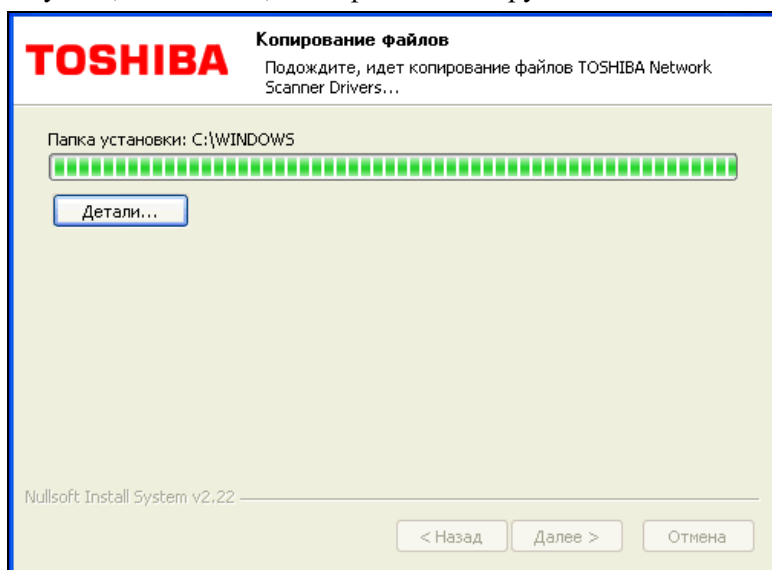 TOSHIBA
Копирование файлов
Подождите, идет копирование файлов TOSHIBA Network
Scanner Drivers...
Папка установки: C:\WINDOWS
Детали...
Nullsoft Install System v2.22
< Назад
Далее >
Отмена